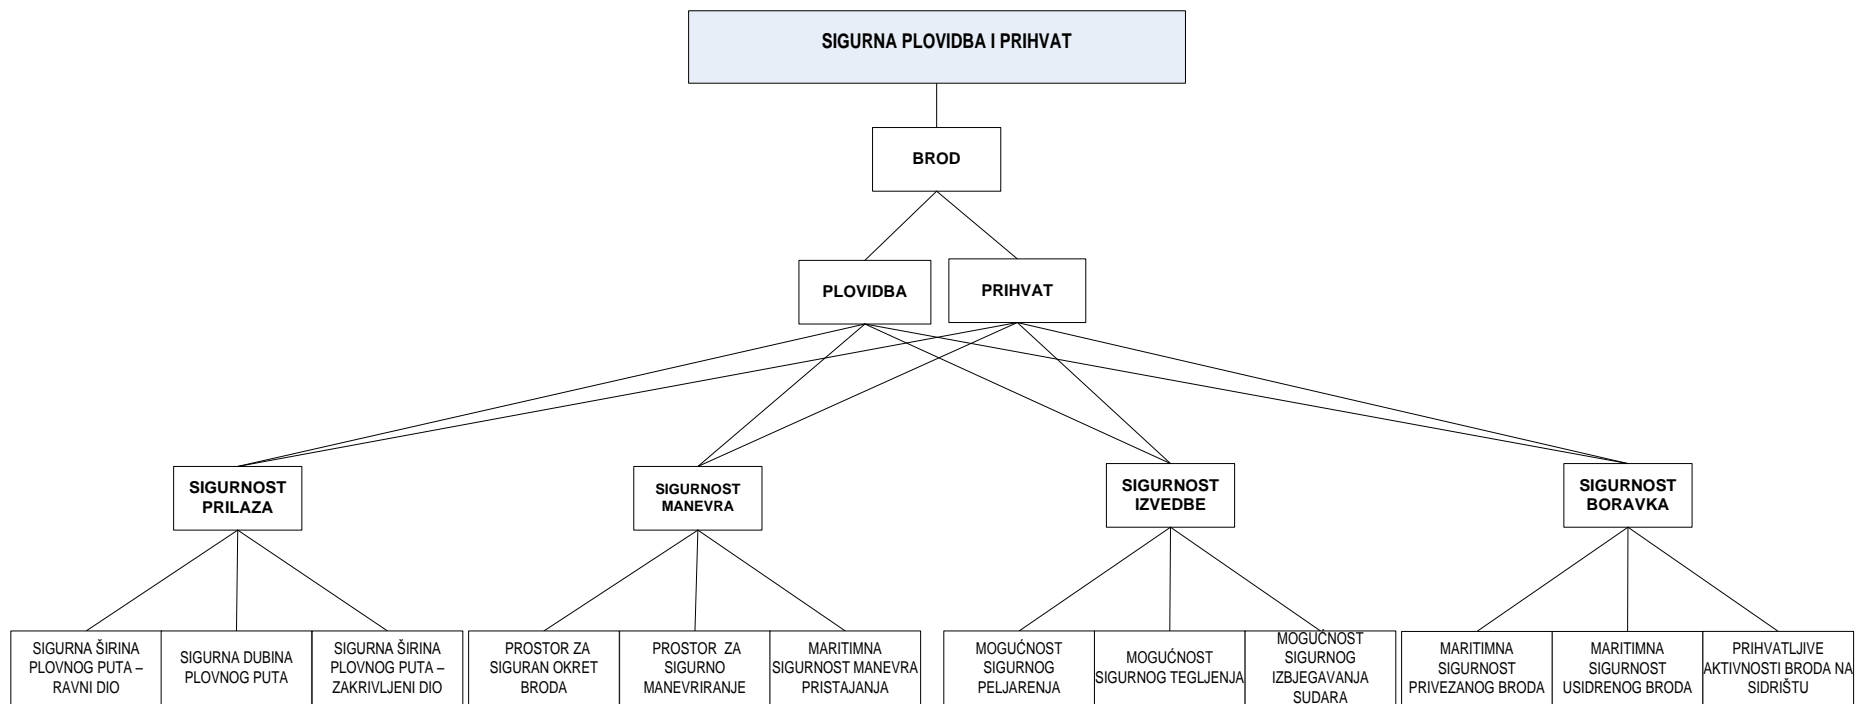 SIGURNA PLOVIDBA I PRIHVAT
BROD
PLOVIDBA
PRIHVAT
SIGURNOST
PRILAZA
SIGURNOST
MANEVRA
SIGURNOST
IZVEDBE
SIGURNOST
BORAVKA
SIGURNA ŠIRINA
PLOVNOG PUTA –
RAVNI DIO
SIGURNA DUBINA
PLOVNOG PUTA
SIGURNA ŠIRINA
PLOVNOG PUTA –
ZAKRIVLJENI DIO
PROSTOR ZA
SIGURAN OKRET
BRODA
PROSTOR ZA
SIGURNO
MANEVRIRANJE
MARITIMNA
SIGURNOST MANEVRA
PRISTAJANJA
MOGUĆNOST
SIGURNOG
PELJARENJA
MOGUĆNOST
SIGURNOG TEGLJENJA
MOGUĆNOST
SIGURNOG
IZBJEGAVANJA
SUDARA
MARITIMNA
SIGURNOST
PRIVEZANOG BRODA
MARITIMNA
SIGURNOST
USIDRENOG BRODA
PRIHVATLJIVE
AKTIVNOSTI BRODA NA
SIDRIŠTU